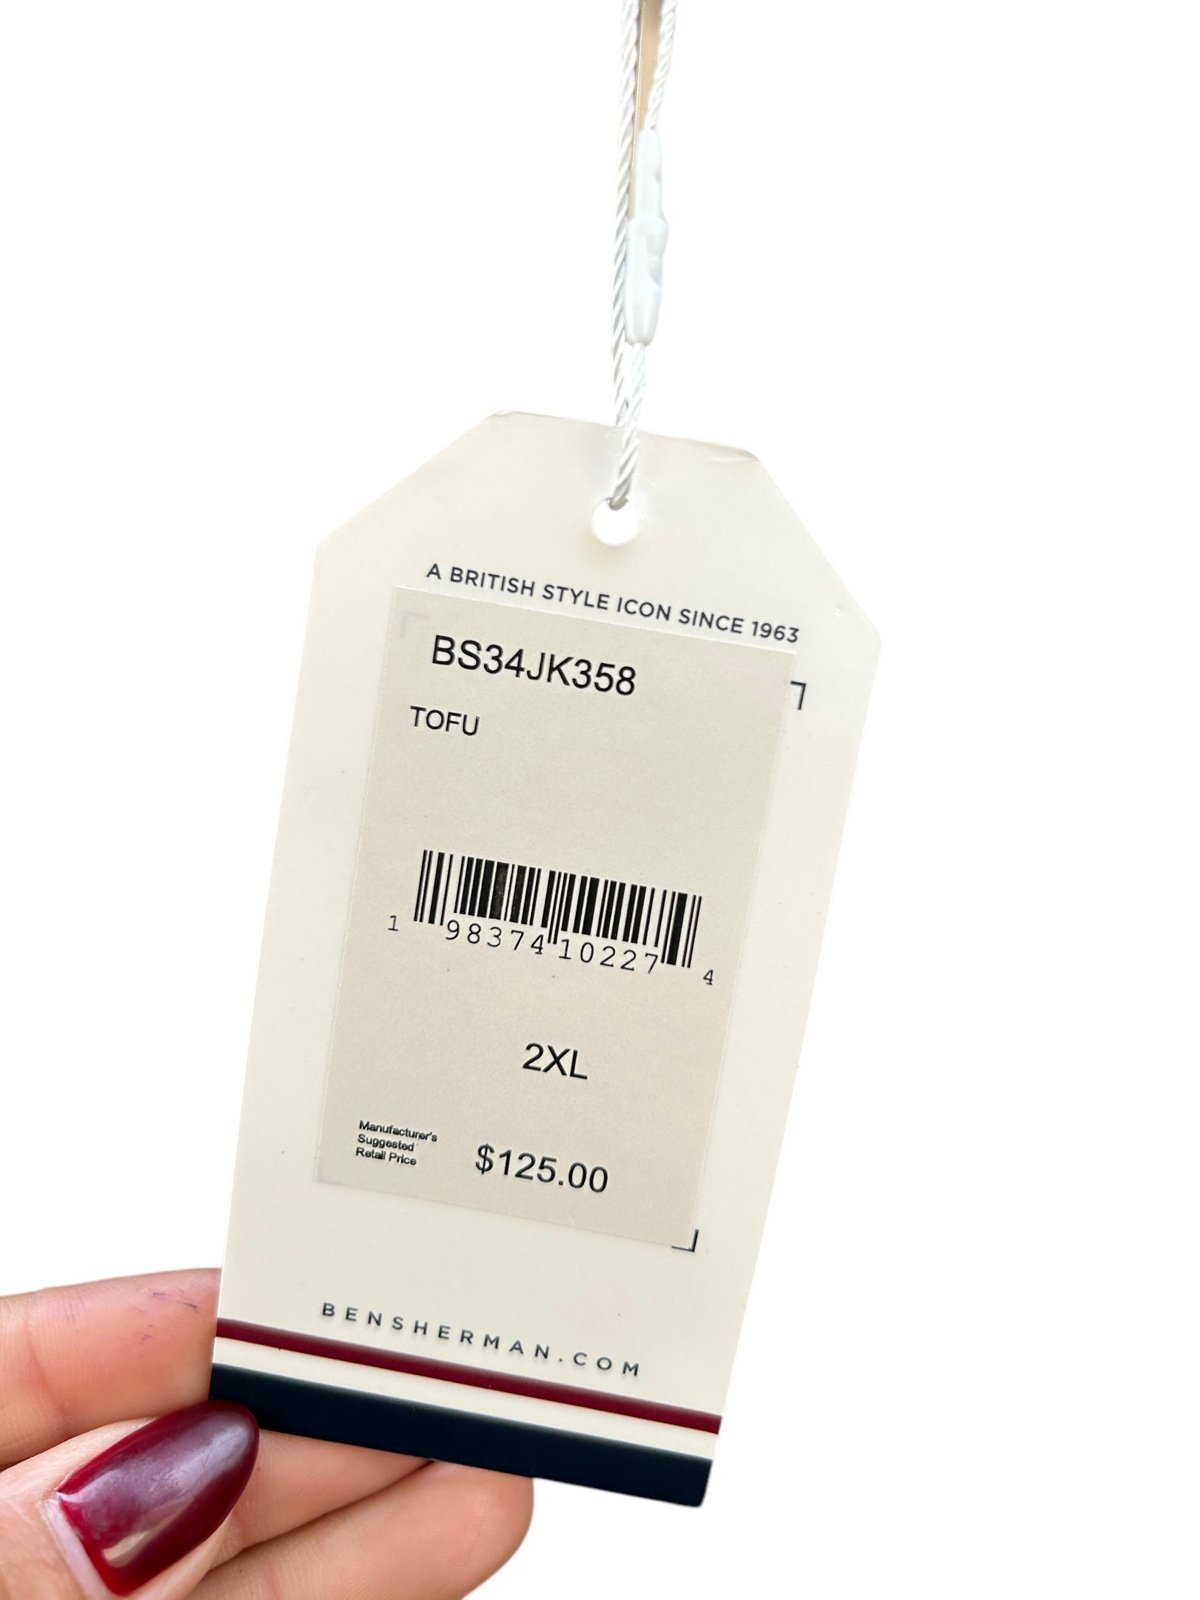 A BRITISH STYLE ICON SINCE 1963
BS34JK358
TOFU
1 98374 10227 4
2XL
Manufacturer's
Suggested
Retail Price
$125.00
BENSHERMAN.COM